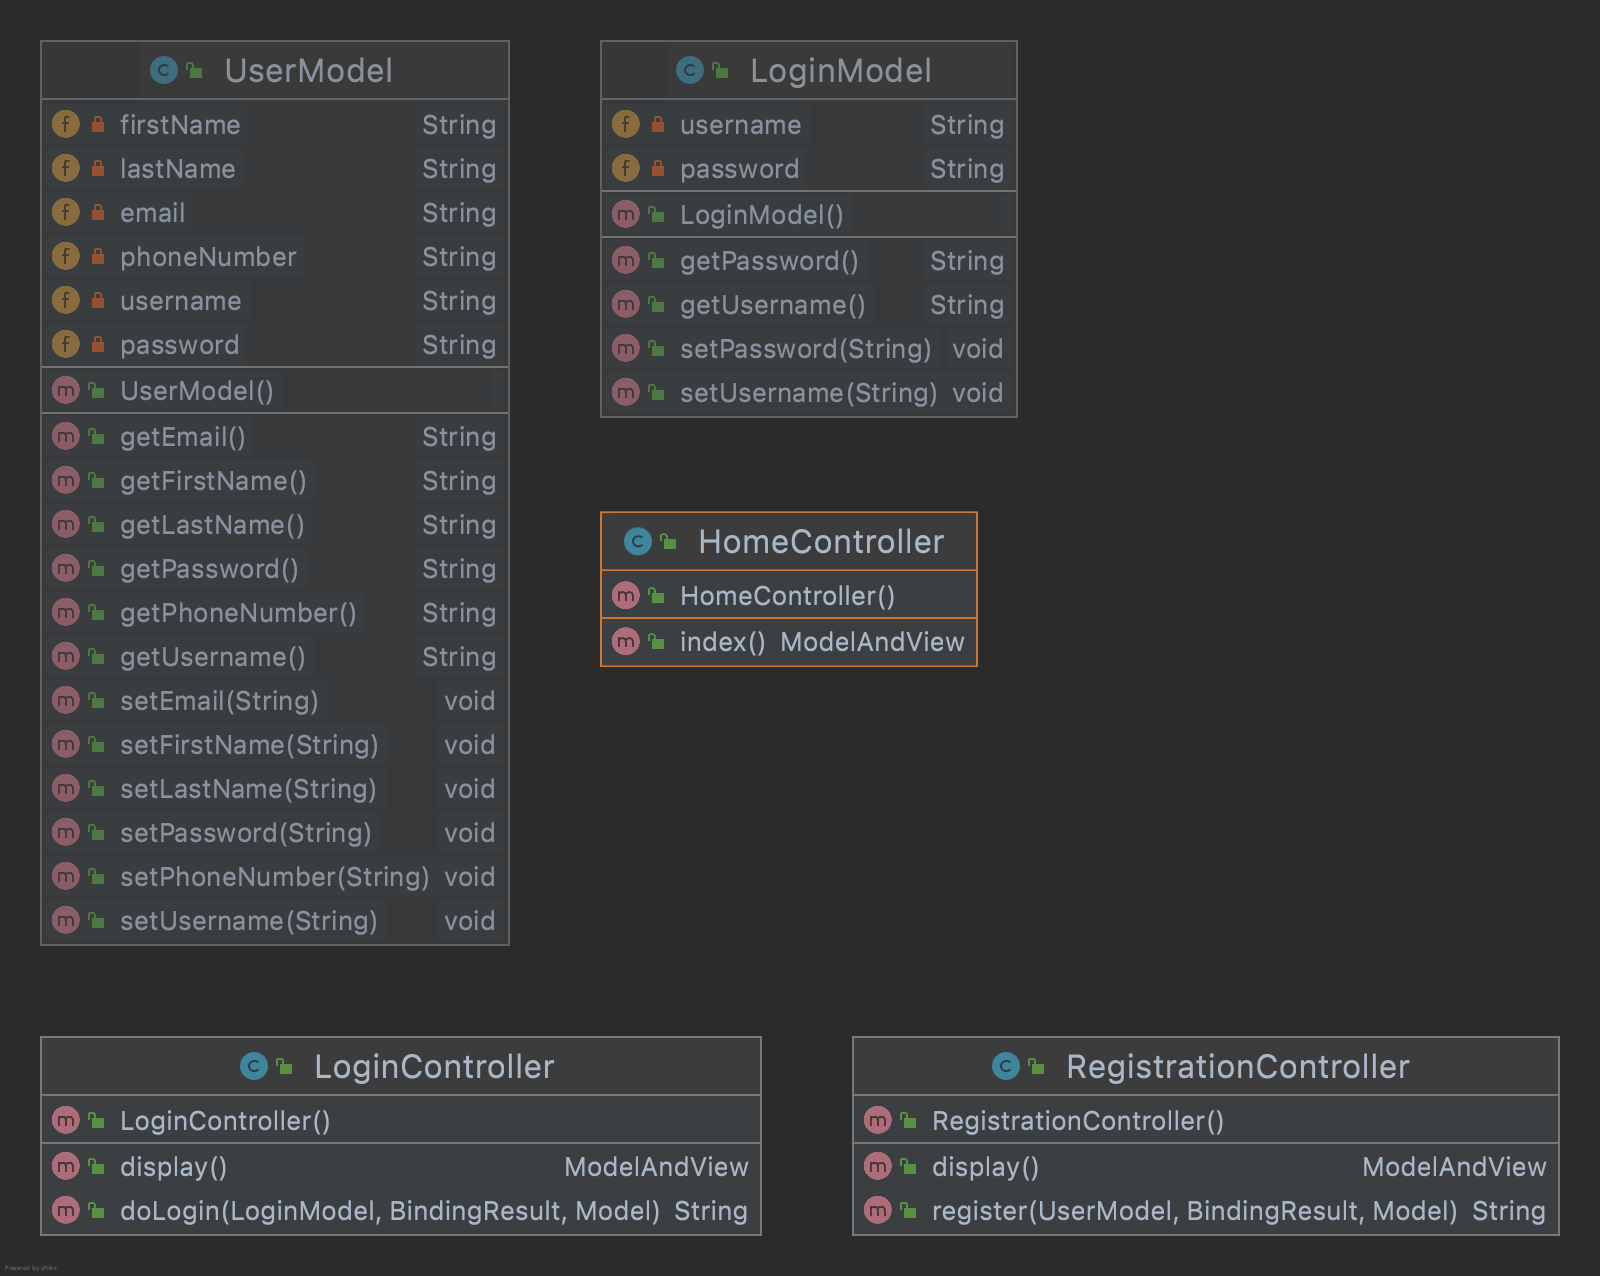 UserModel
firstName String
lastName String
email String
phoneNumber String
username String
password String
UserModel()
getEmail() String
getFirstName() String
getLastName() String
getPassword() String
getPhoneNumber() String
getUsername() String
setEmail(String) void
setFirstName(String) void
setLastName(String) void
setPassword(String) void
setPhoneNumber(String) void
setUsername(String) void
LoginModel
username String
password String
LoginModel()
getPassword() String
getUsername() String
setPassword(String) void
setUsername(String) void
HomeController
HomeController()
index() ModelAndView
LoginController
LoginController()
display() ModelAndView
doLogin(LoginModel, BindingResult, Model) String
RegistrationController
RegistrationController()
display() ModelAndView
register(UserModel, BindingResult, Model) String
Powered by yFiles